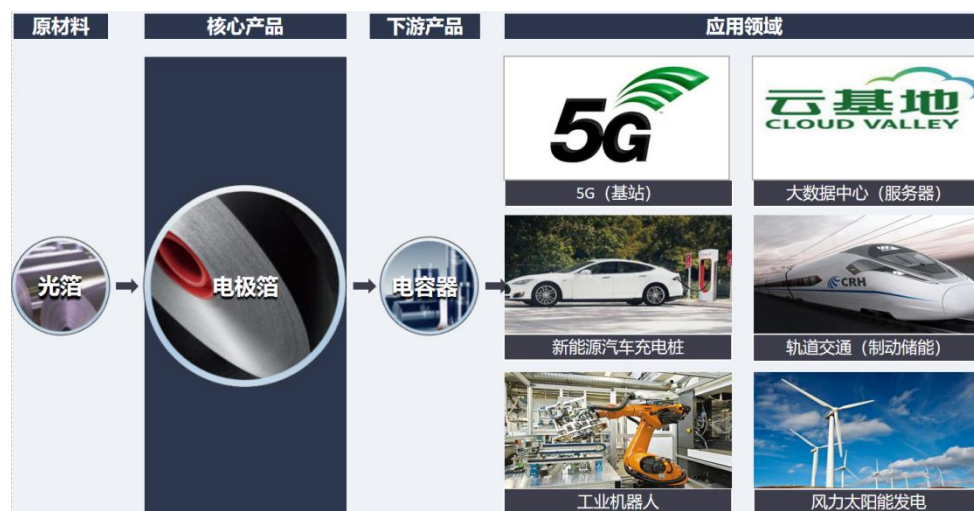 原材料
核心产品
下游产品
应用领域
光箔
电极箔
电容器
5G
云基地
CLOUD VALLEY
5G（基站）
大数据中心（服务器）
CRH
新能源汽车充电桩
轨道交通（制动储能）
工业机器人
风力太阳能发电